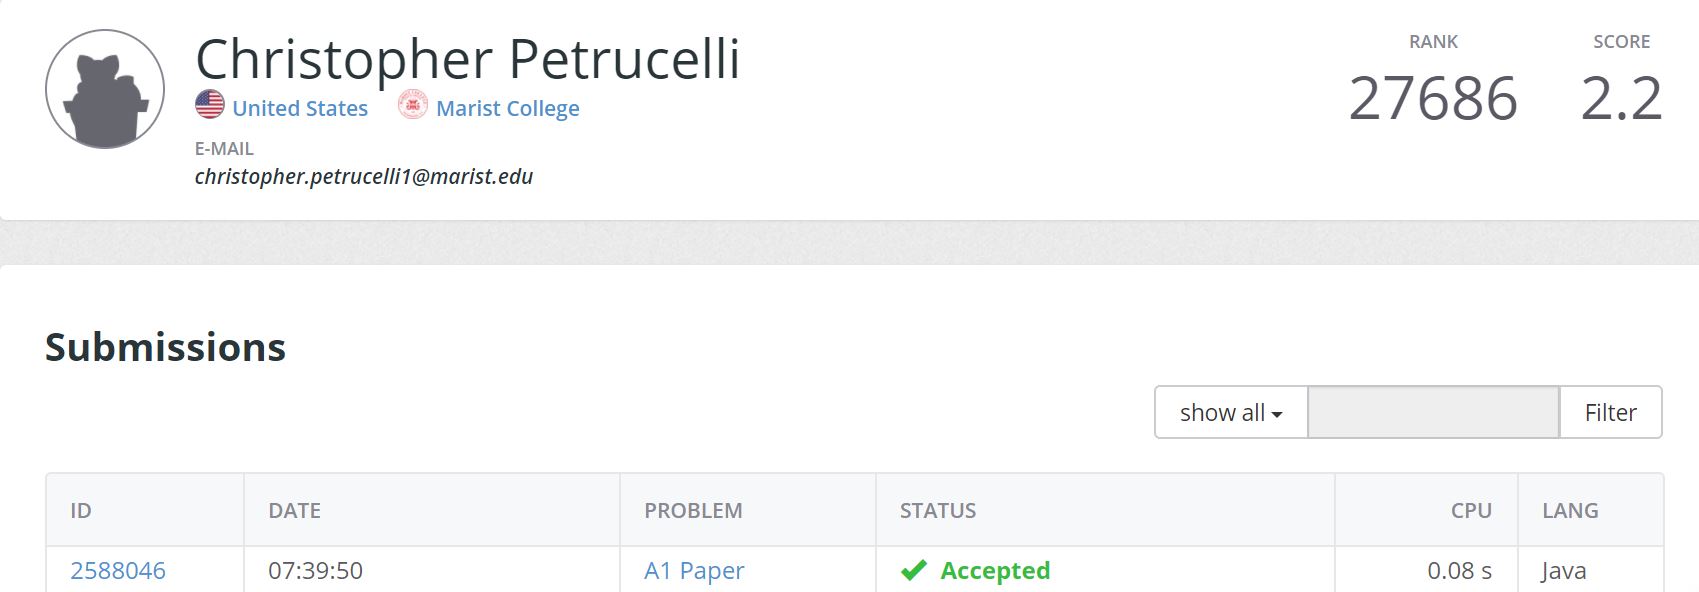 Christopher Petrucelli
United States Marist College
E-MAIL
christopher.petrucelli1@marist.edu
RANK SCORE
27686 2.2
Submissions
show all Filter
ID DATE PROBLEM STATUS CPU LANG
2588046 07:39:50 A1 Paper Accepted 0.08 s Java